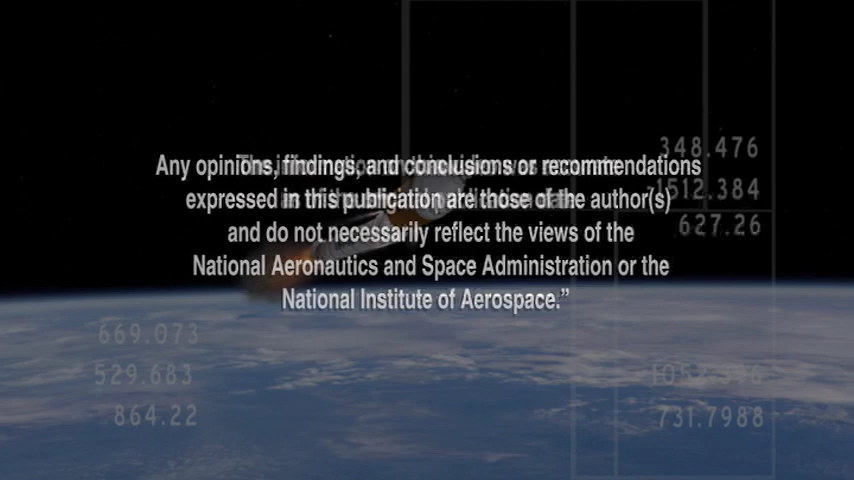 Any opinions, findings, and conclusions or recommendations
expressed in this publication are those of the author(s)
and do not necessarily reflect the views of the
National Aeronautics and Space Administration or the
National Institute of Aerospace.”
348.476
1512.384
627.26
669.073
529.683
864.22
731.7988